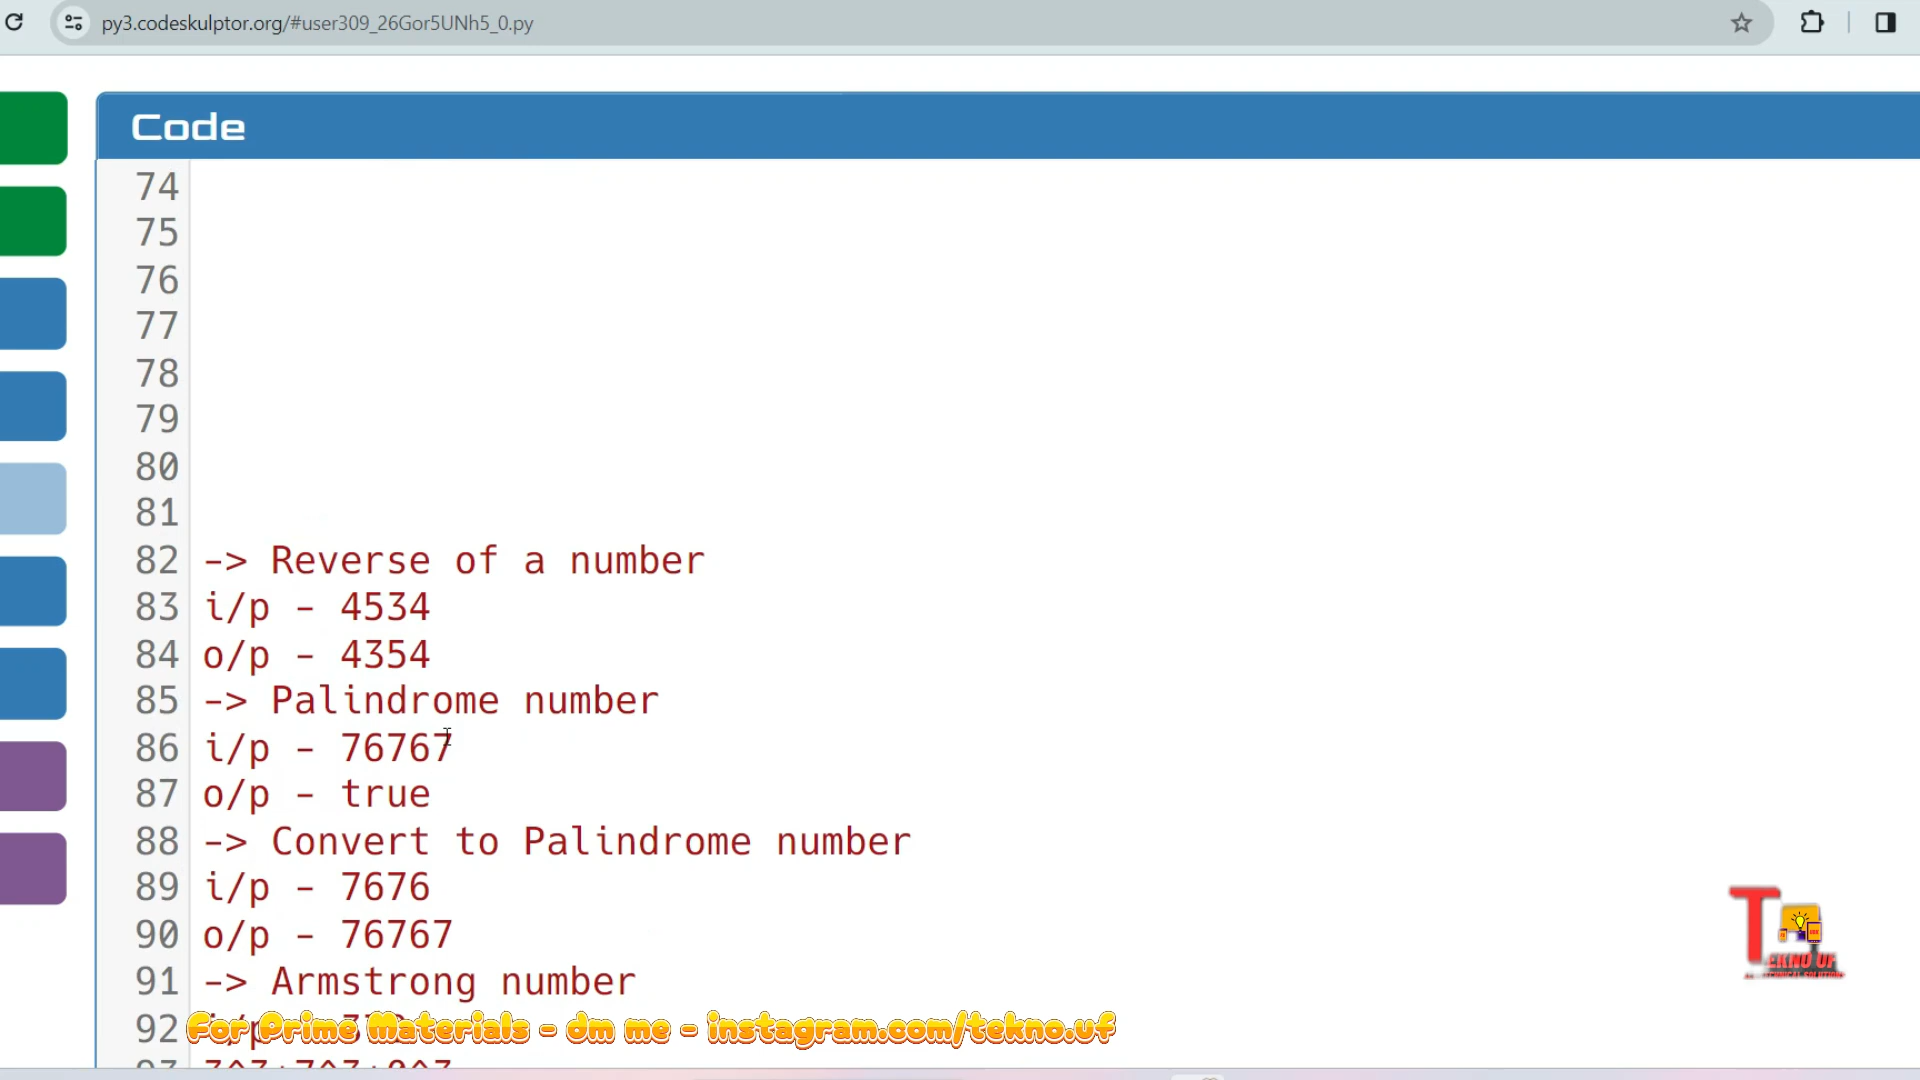 py3.codeskulptor.org/#user309_26Gor5UNh5_0.py
Code
74
75
76
77
78
79
80
81
82 -> Reverse of a number
83 i/p - 4534
84 o/p - 4354
85 -> Palindrome number
86 i/p - 76767
87 o/p - true
88 -> Convert to Palindrome number
89 i/p - 7676
90 o/p - 76767
91 -> Armstrong number
92
For Prime Materials - dm me - instagram.com/tekno.uf
TEKNO UF